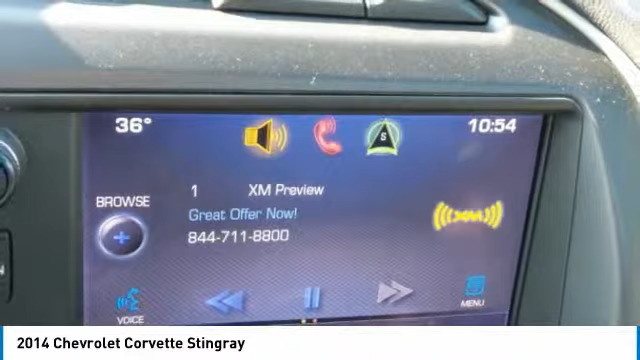 36°
S
10:54
1 XM Preview
BROWSE
Great Offer Now!
XM
844-711-8800
VOICE
MENU
2014 Chevrolet Corvette Stingray